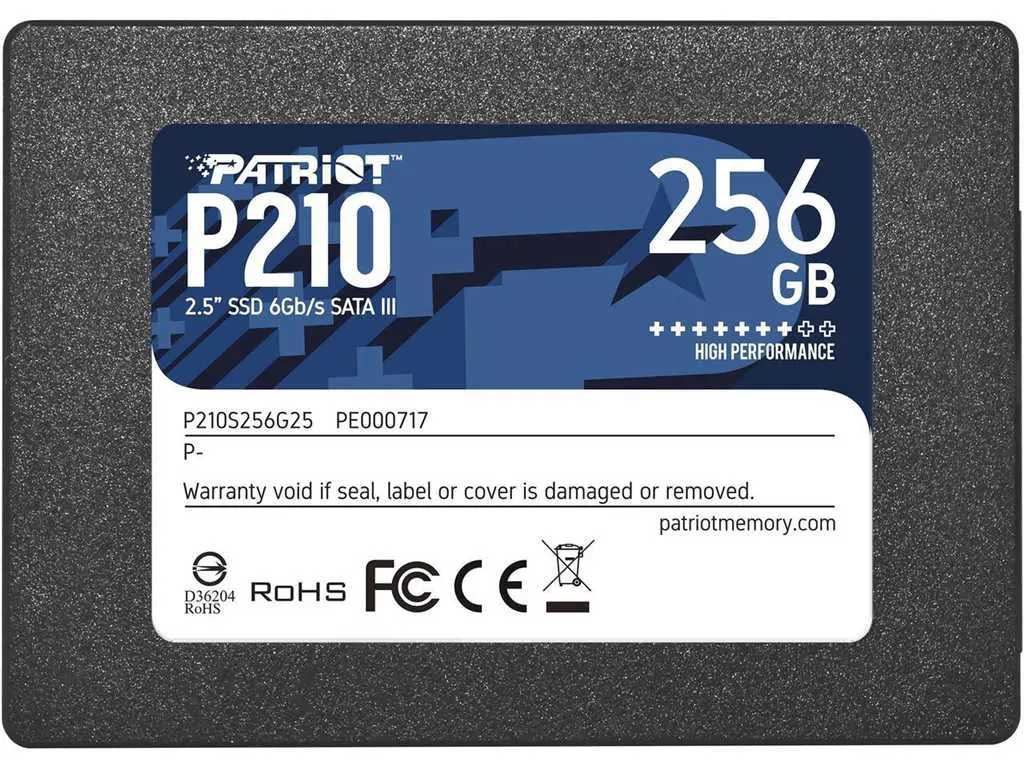 PATRiOT™
P210
2.5” SSD 6Gb/s SATA III
256
GB
HIGH PERFORMANCE
P210S256G25 PE000717
P-
Warranty void if seal, label or cover is damaged or removed.
patriotmemory.com
D36204
RoHS
RoHS
FC CE